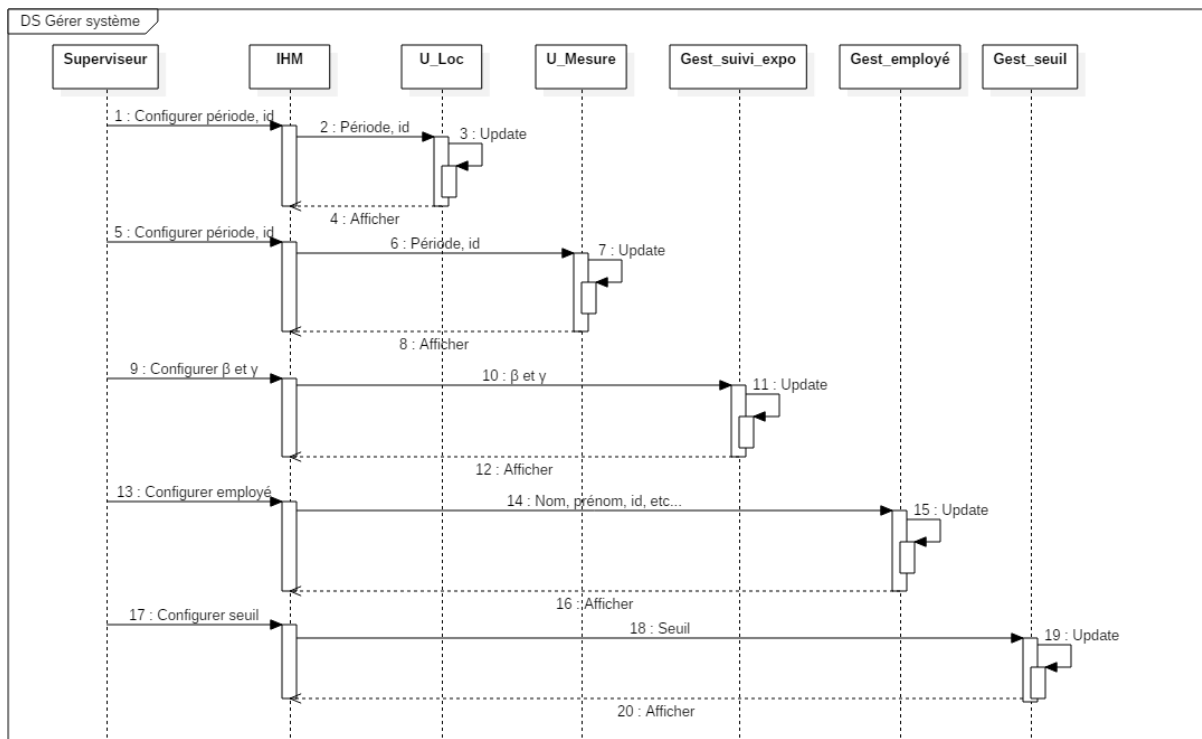 DS Gérer système
Superviseur
IHM
U_Loc
U_Mesure
Gest_suivi_expo
Gest_employé
Gest_seuil
1 : Configurer période, id
2 : Période, id
3 : Update
4 : Afficher
5 : Configurer période, id
6 : Période, id
7 : Update
8 : Afficher
9 : Configurer β et γ
10 : β et γ
11 : Update
12 : Afficher
13 : Configurer employé
14 : Nom, prénom, id, etc...
15 : Update
16 : Afficher
17 : Configurer seuil
18 : Seuil
19 : Update
20 : Afficher